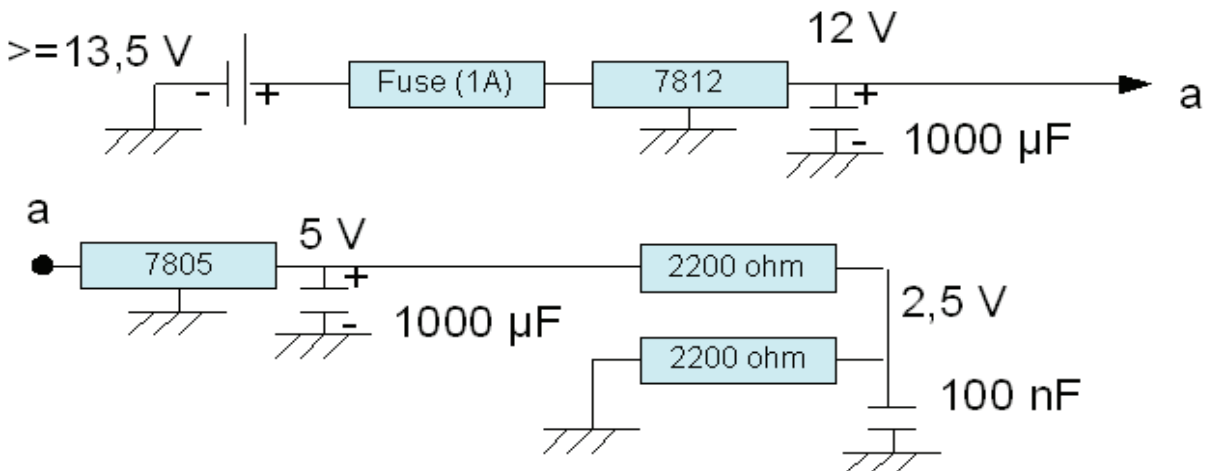 >=13,5 V
12 V
- +
Fuse (1A)
7812
+
a
-
1000 µF
a
7805
5 V
+
-
1000 µF
2200 ohm
2,5 V
2200 ohm
100 nF